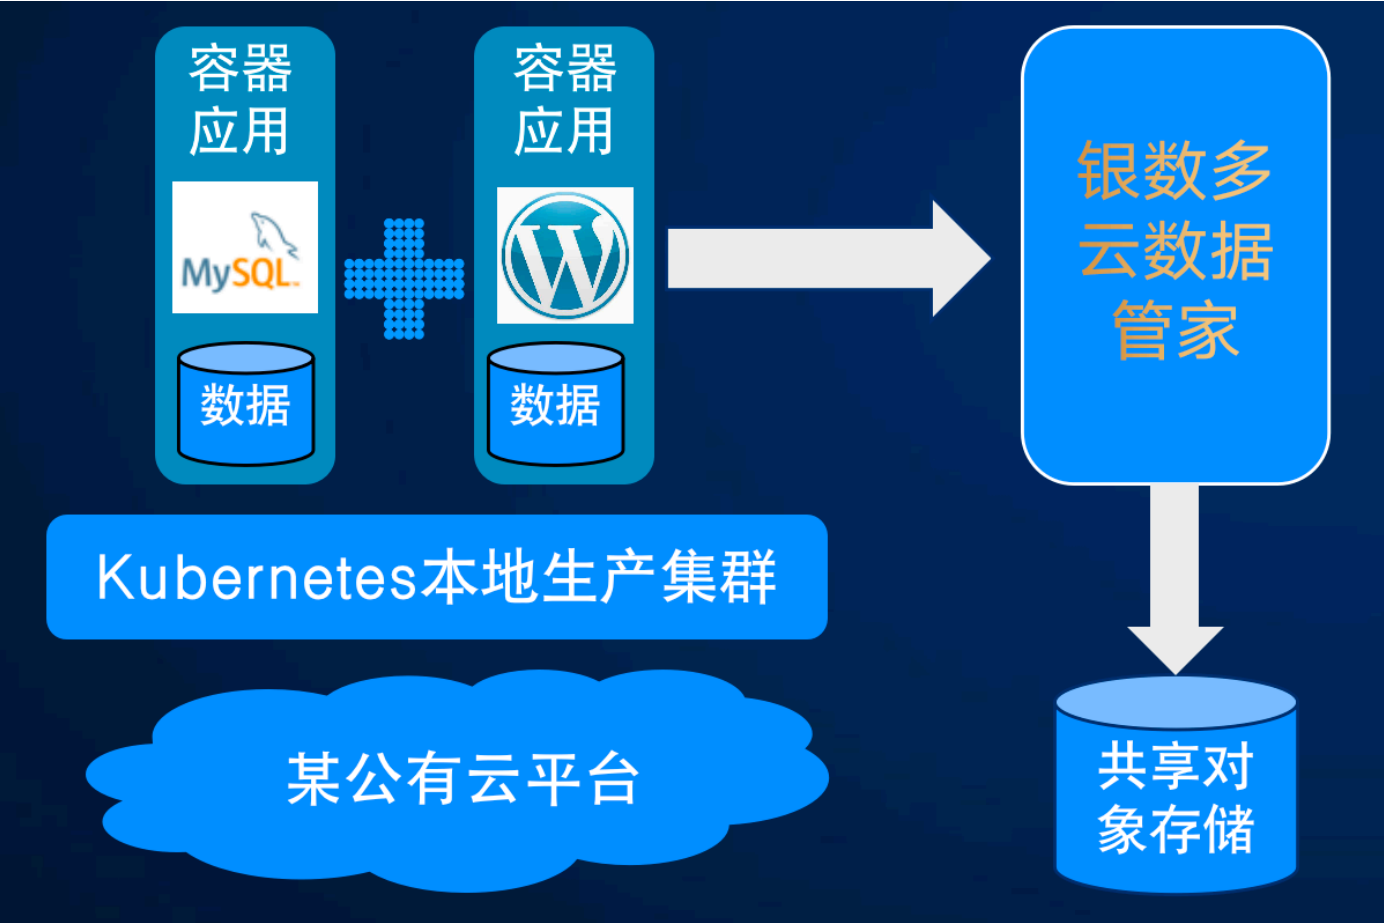 容器
应用
MySQL
数据
容器
应用
W
数据
银数多
云数据
管家
Kubernetes本地生产集群
某公有云平台
共享对
象存储